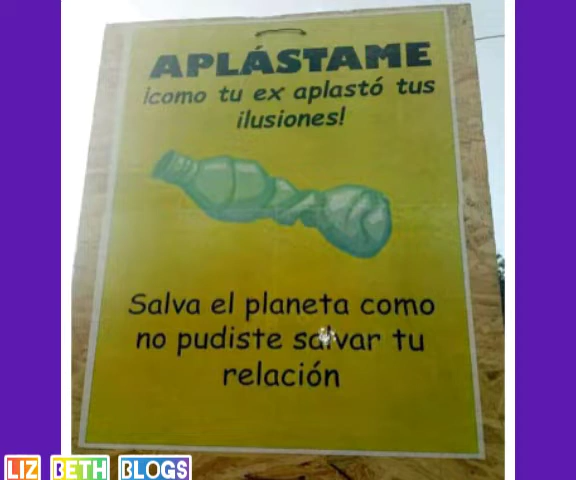 APLÁSTAME
¡como tu ex aplastó tus
ilusiones!
Salva el planeta como
no pudiste salvar tu
relación
LIZ BETH BLOGS